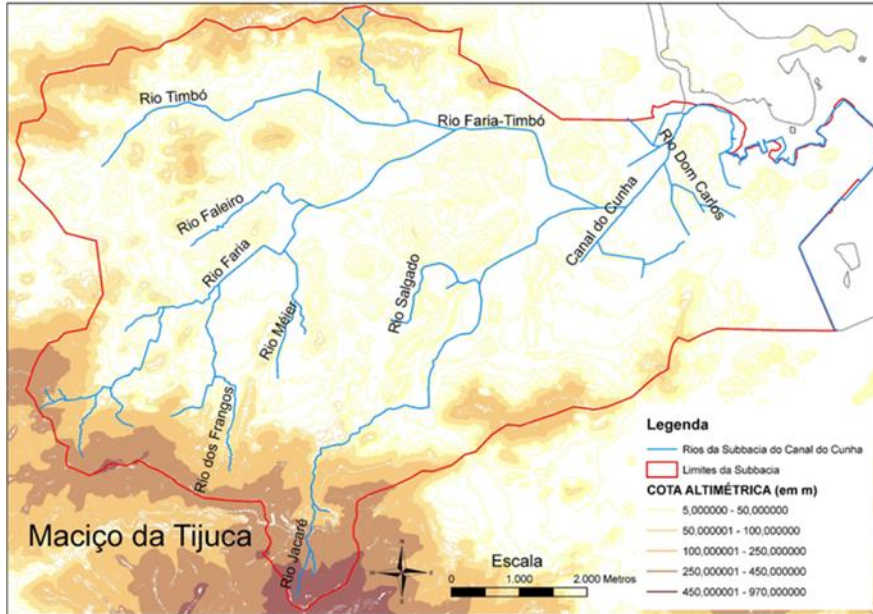 Rio Timbó
Rio Faria-Timbó
Rio Dom Carlos
Rio Faleiro
Canal do Cunha
Rio Faria
Rio Salgado
Rio Méier
Rio dos Frangos
Rio Jacaré
Maciço da Tijuca
Escala
0 1.000 2.000 Metros
Legenda
Rios da Subbacia do Canal do Cunha
Limites da Subbacia
COTA ALTIMÉTRICA (em m)
5,000000 - 50,000000
50,000001 - 100,000000
100,000001 - 250,000000
250,000001 - 450,000000
450,000001 - 970,000000